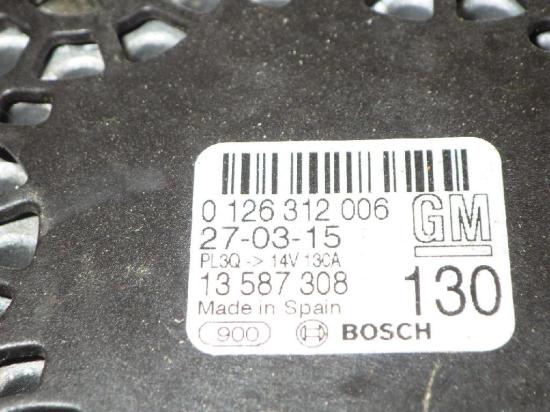 0 126 312 006
27-03-15
GM
PL3Q -> 14V 130A
13 587 308
130
Made in Spain
900 BOSCH